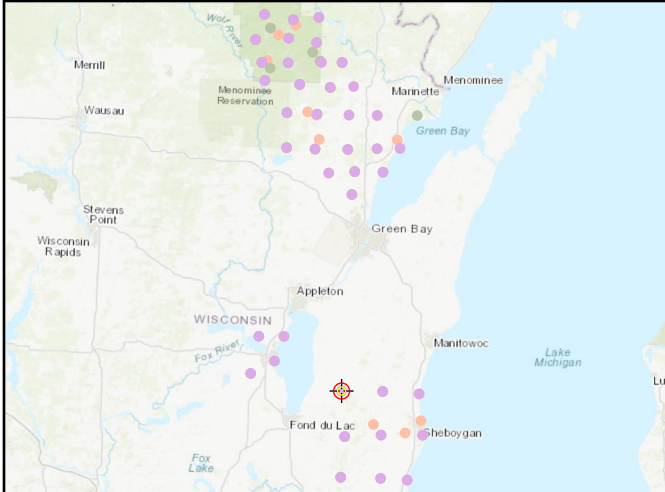 Wolf
River
Merrill
Menominee
Menominee
Reservation
Marinette
Wausau
Green Bay
Stevens
Point
Green Bay
Wisconsin
Rapids
Appleton
WISCONSIN
Manitowoc
Fox River
Lake
Michigan
Lu
Fond du Lac
Sheboygan
Fox
Lake